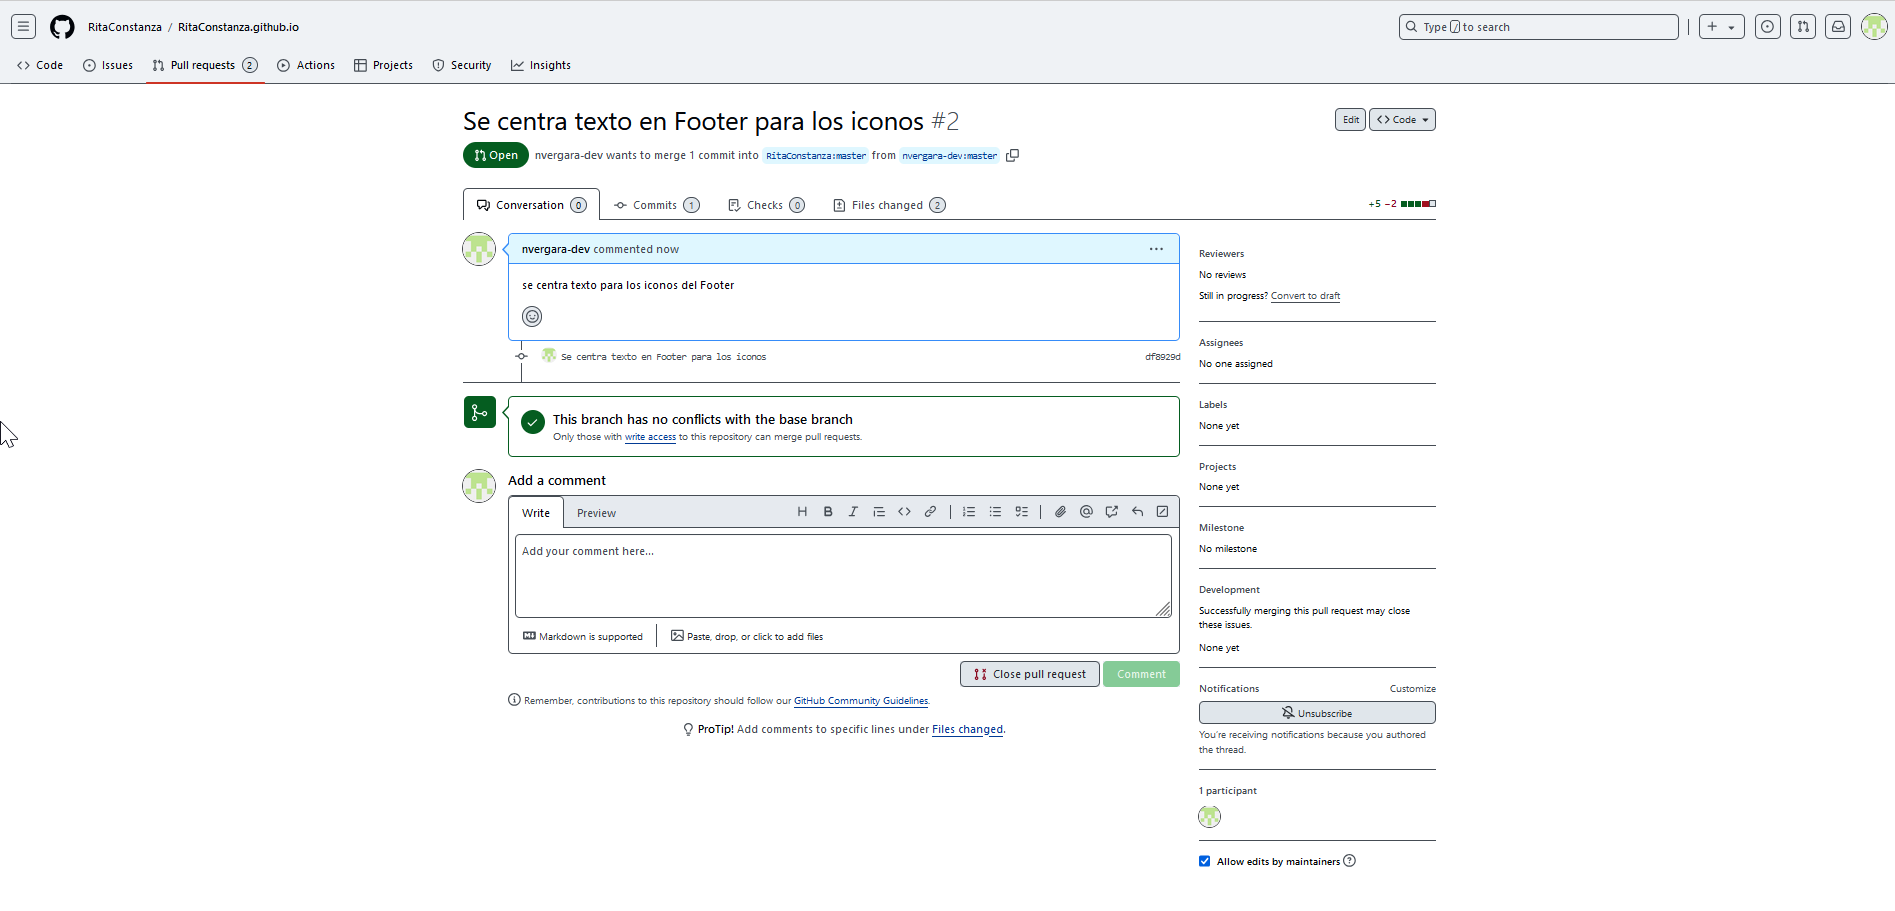 RitaConstanza / RitaConstanza.github.io
Type / to search
Code Issues Pull requests 2 Actions Projects Security Insights
Se centra texto en Footer para los iconos #2
Edit Code
Open nvergara-dev wants to merge 1 commit into RitaConstanza:master from nvergara-dev:master
Conversation 0 Commits 1 Checks 0 Files changed 2
+5 −2
nvergara-dev commented now
se centra texto para los iconos del Footer
Se centra texto en Footer para los iconos df8929d
This branch has no conflicts with the base branch
Only those with write access to this repository can merge pull requests.
Add a comment
Write Preview
Add your comment here...
Markdown is supported
Paste, drop, or click to add files
Close pull request Comment
Remember, contributions to this repository should follow our GitHub Community Guidelines.
ProTip! Add comments to specific lines under Files changed.
Reviewers
No reviews
Still in progress? Convert to draft
Assignees
No one assigned
Labels
None yet
Projects
None yet
Milestone
No milestone
Development
Successfully merging this pull request may close
these issues.
None yet
Notifications Customize
Unsubscribe
You're receiving notifications because you authored
the thread.
1 participant
Allow edits by maintainers